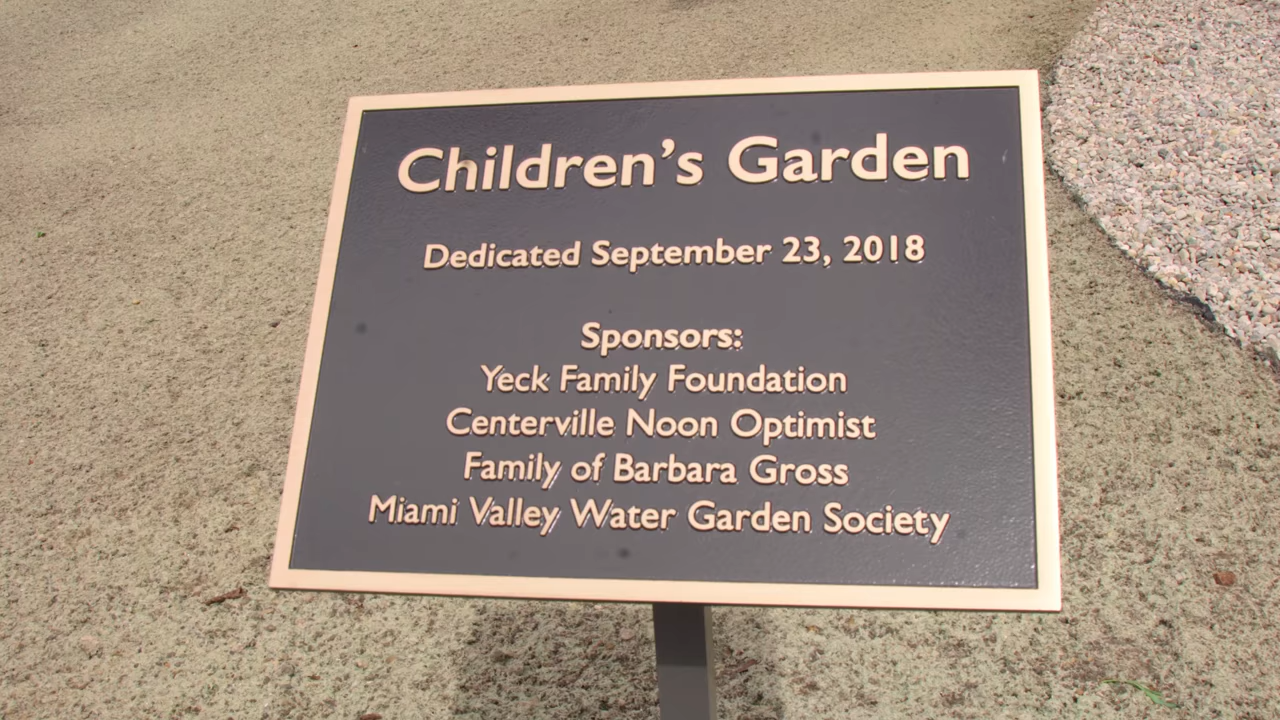 Children’s Garden
Dedicated September 23, 2018
Sponsors:
Yeck Family Foundation
Centerville Noon Optimist
Family of Barbara Gross
Miami Valley Water Garden Society